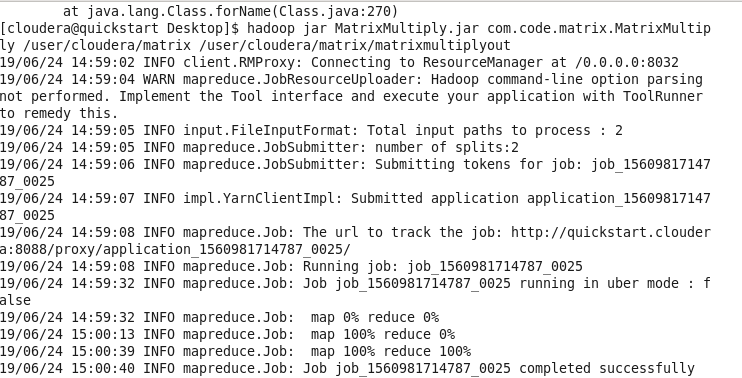 at java.lang.Class.forName(Class.java:270)
[cloudera@quickstart Desktop]$ hadoop jar MatrixMultiply.jar com.code.matrix.MatrixMultip
ly /user/cloudera/matrix /user/cloudera/matrix/matrixmultiplyout
19/06/24 14:59:02 INFO client.RMProxy: Connecting to ResourceManager at /0.0.0.0:8032
19/06/24 14:59:04 WARN mapreduce.JobResourceUploader: Hadoop command-line option parsing
not performed. Implement the Tool interface and execute your application with ToolRunner
to remedy this.
19/06/24 14:59:05 INFO input.FileInputFormat: Total input paths to process : 2
19/06/24 14:59:05 INFO mapreduce.JobSubmitter: number of splits:2
19/06/24 14:59:06 INFO mapreduce.JobSubmitter: Submitting tokens for job: job_15609817147
87_0025
19/06/24 14:59:07 INFO impl.YarnClientImpl: Submitted application application_15609817147
87_0025
19/06/24 14:59:08 INFO mapreduce.Job: The url to track the job: http://quickstart.clouder
a:8088/proxy/application_1560981714787_0025/
19/06/24 14:59:08 INFO mapreduce.Job: Running job: job_1560981714787_0025
19/06/24 14:59:32 INFO mapreduce.Job: Job job_1560981714787_0025 running in uber mode : f
alse
19/06/24 14:59:32 INFO mapreduce.Job:  map 0% reduce 0%
19/06/24 15:00:13 INFO mapreduce.Job:  map 100% reduce 0%
19/06/24 15:00:39 INFO mapreduce.Job:  map 100% reduce 100%
19/06/24 15:00:40 INFO mapreduce.Job: Job job_1560981714787_0025 completed successfully